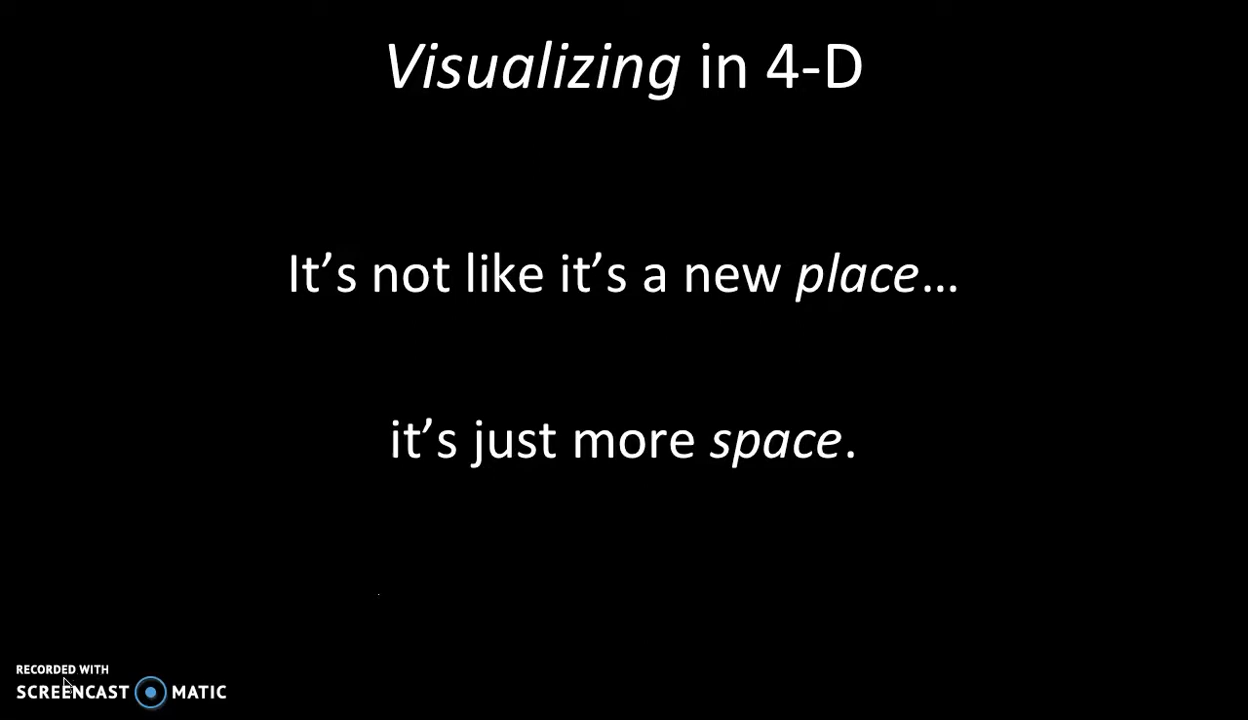 Visualizing in 4-D
It’s not like it’s a new place…
it’s just more space.
RECORDED WITH
SCREENCAST MATIC